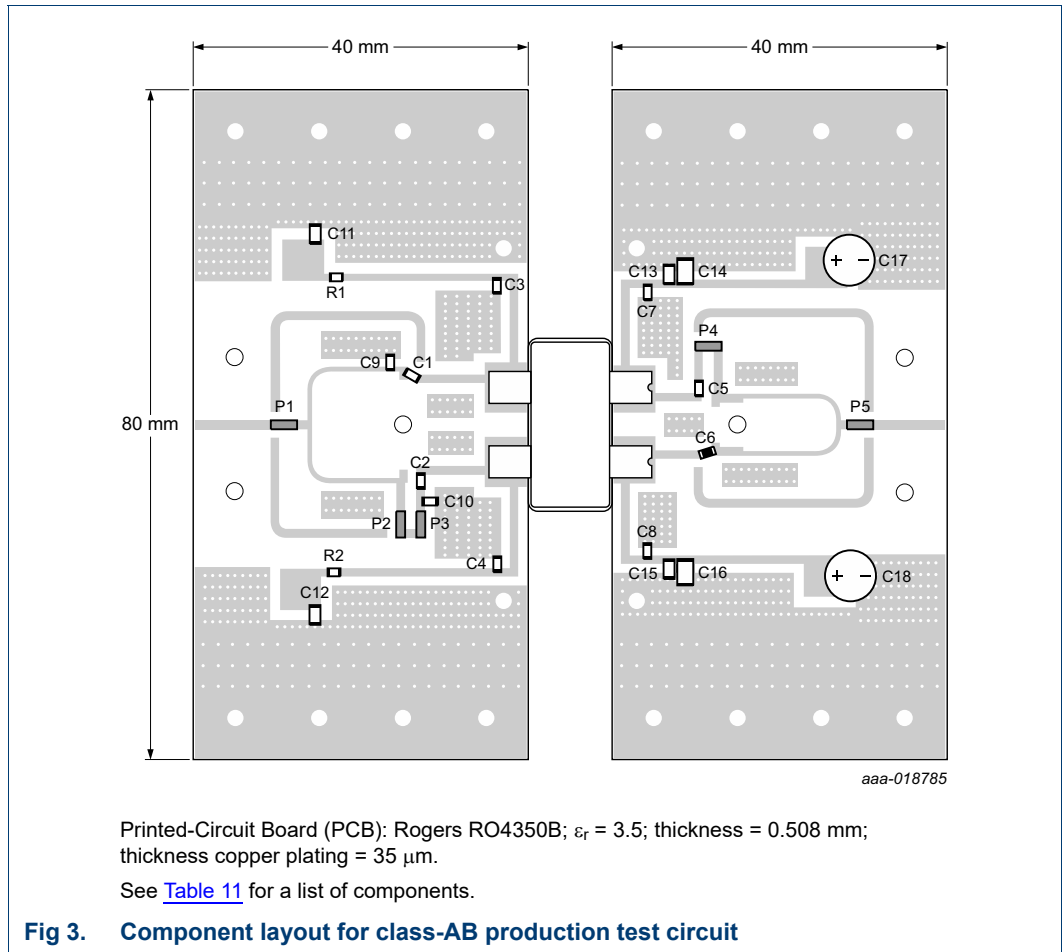 40 mm
40 mm
80 mm
C11
R1
C3
C9
C1
P1
C2
C10
P2
P3
R2
C4
C12
C13
C14
+ −
C17
C7
P4
C5
P5
C6
C8
C15
C16
+ −
C18
aaa-018785
Printed-Circuit Board (PCB): Rogers RO4350B; εr = 3.5; thickness = 0.508 mm;
thickness copper plating = 35 μm.
See Table 11 for a list of components.
Fig 3. Component layout for class-AB production test circuit